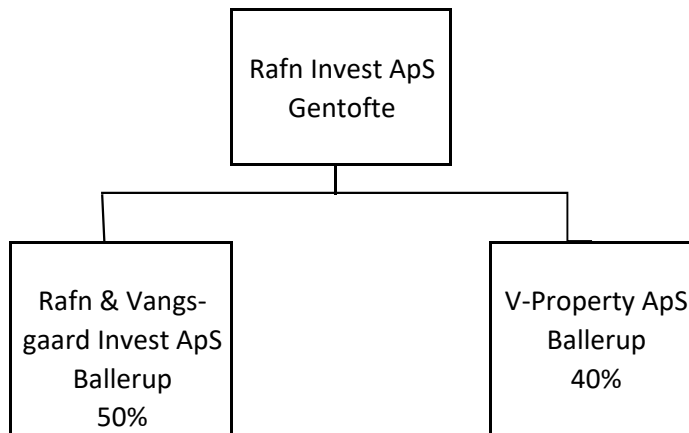 Rafn Invest ApS
Gentofte
Rafn & Vangs-
gaard Invest ApS
Ballerup
50%
V-Property ApS
Ballerup
40%